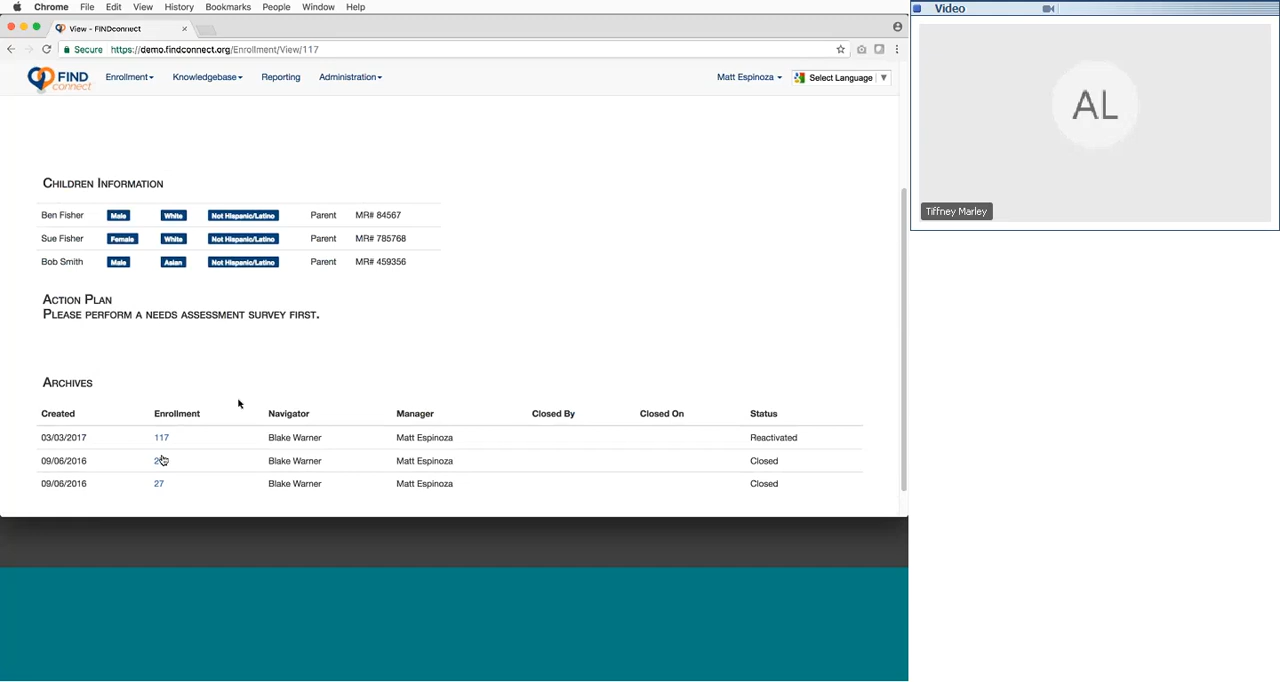 Chrome File Edit View History Bookmarks People Window Help
View - FINDconnect
Secure https://demo.findconnect.org/Enrollment/View/117
FIND connect Enrollment Knowledgebase Reporting Administration Matt Espinoza Select Language
Children Information
Ben Fisher Male White Not Hispanic/Latino Parent MR# 84567
Sue Fisher Female White Not Hispanic/Latino Parent MR# 785768
Bob Smith Male Asian Not Hispanic/Latino Parent MR# 459356
Action Plan
Please perform a needs assessment survey first.
Archives
Created Enrollment Navigator Manager Closed By Closed On Status
03/03/2017 117 Blake Warner Matt Espinoza Reactivated
09/06/2016 Blake Warner Matt Espinoza Closed
09/06/2016 27 Blake Warner Matt Espinoza Closed
Video
AL
Tiffney Marley